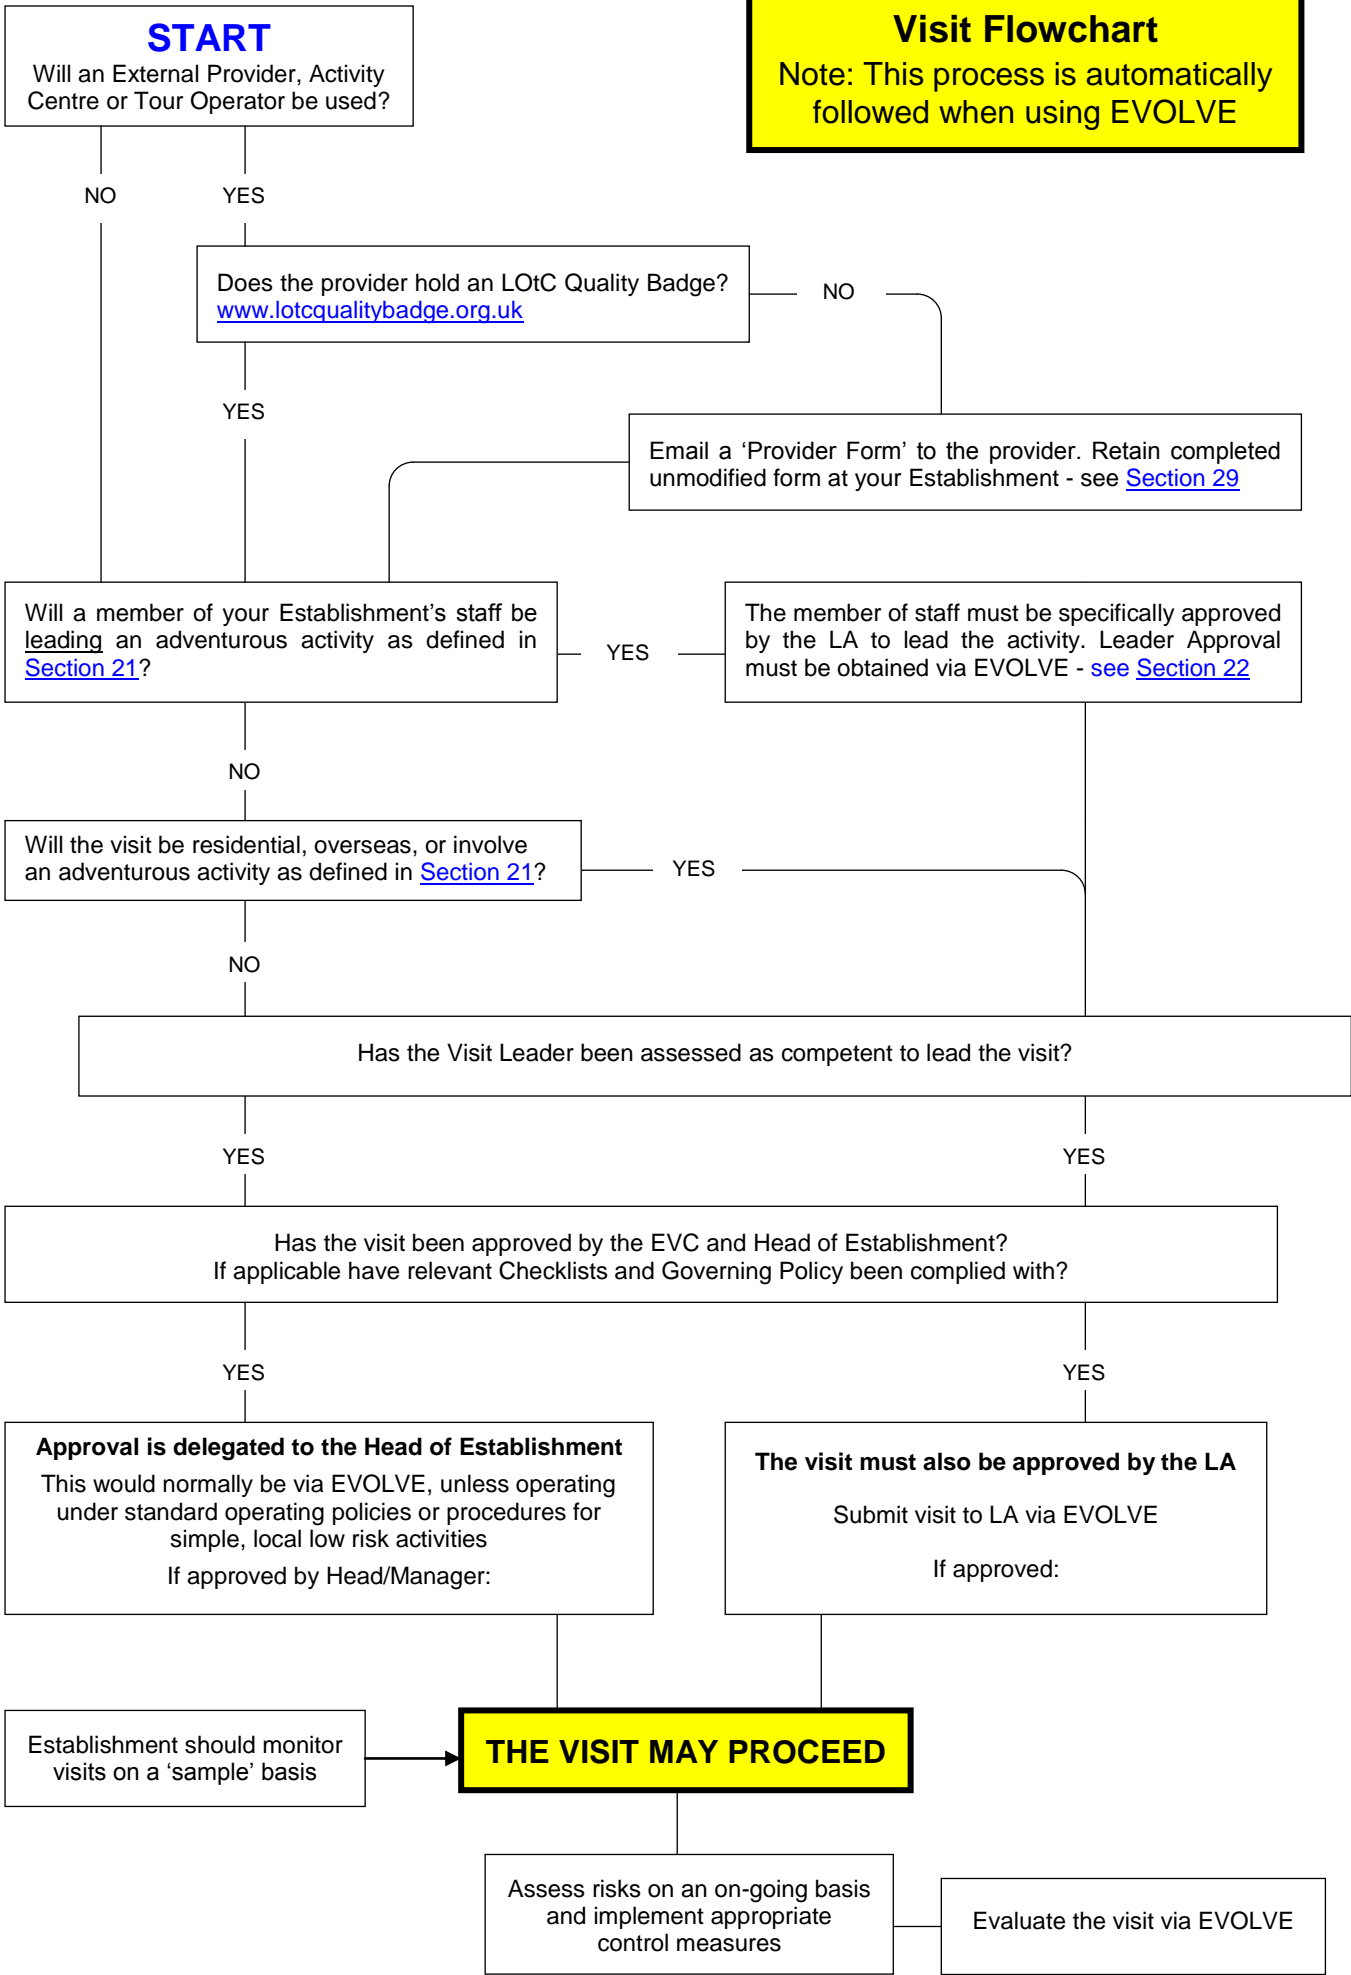 START
Will an External Provider, Activity
Centre or Tour Operator be used?
Visit Flowchart
Note: This process is automatically
followed when using EVOLVE
NO
YES
Does the provider hold an LOtC Quality Badge?
www.lotcqualitybadge.org.uk
NO
YES
Email a ‘Provider Form’ to the provider. Retain completed
unmodified form at your Establishment - see Section 29
Will a member of your Establishment’s staff be
leading an adventurous activity as defined in
Section 21?
YES
The member of staff must be specifically approved
by the LA to lead the activity. Leader Approval
must be obtained via EVOLVE - see Section 22
NO
Will the visit be residential, overseas, or involve
an adventurous activity as defined in Section 21?
YES
NO
Has the Visit Leader been assessed as competent to lead the visit?
YES
YES
Has the visit been approved by the EVC and Head of Establishment?
If applicable have relevant Checklists and Governing Policy been complied with?
YES
YES
Approval is delegated to the Head of Establishment
This would normally be via EVOLVE, unless operating
under standard operating policies or procedures for
simple, local low risk activities
If approved by Head/Manager:
The visit must also be approved by the LA
Submit visit to LA via EVOLVE
If approved:
Establishment should monitor
visits on a ‘sample’ basis
THE VISIT MAY PROCEED
Assess risks on an on-going basis
and implement appropriate
control measures
Evaluate the visit via EVOLVE